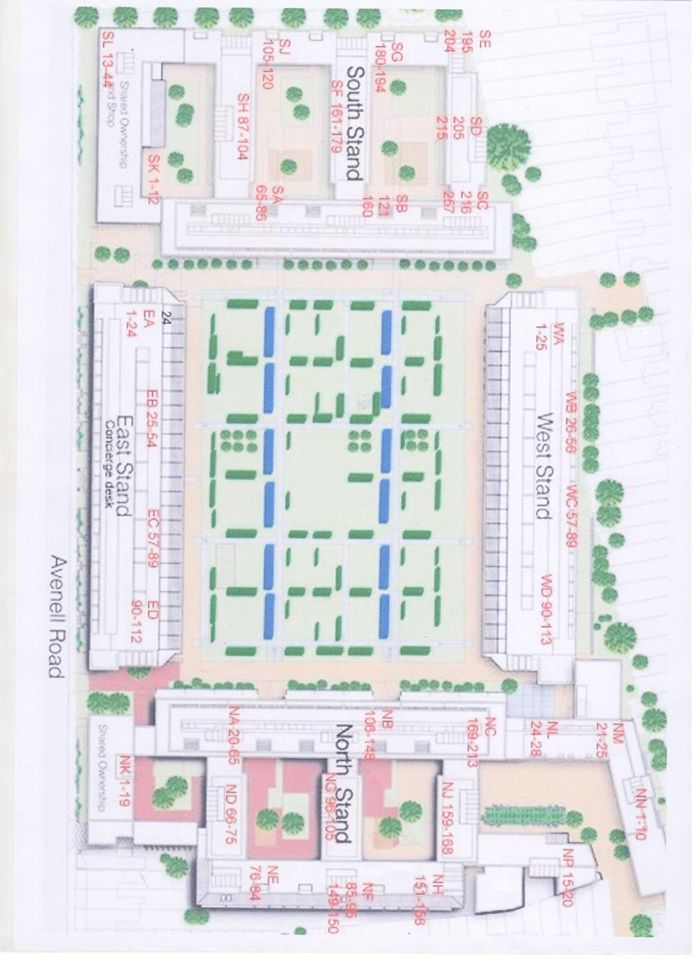 SE
195
204
SD
205
215
SC
216
257
SG
180-194
South Stand
SF 161-179
SB
121
160
SJ
105-120
SH 87-104
SA
65-86
SL 13-44
Shared Ownership
SK 1-12
WA
1-25
WB 26-56
West Stand
WC-57-89
WD 90-113
24
EA
1-24
EB 25-54
East Stand
Concierge desk
EC 57-89
ED
90-112
Avenell Road
NM
21-25
NL
24-28
NN 1-10
NC
169-213
NB
106-148
NA 20-65
North Stand
NJ 159-168
NG 96-105
ND 66-75
NK 1-19
Shared Ownership
NP 15-20
NH
151-158
NF
85-95
149-150
NE
76-84